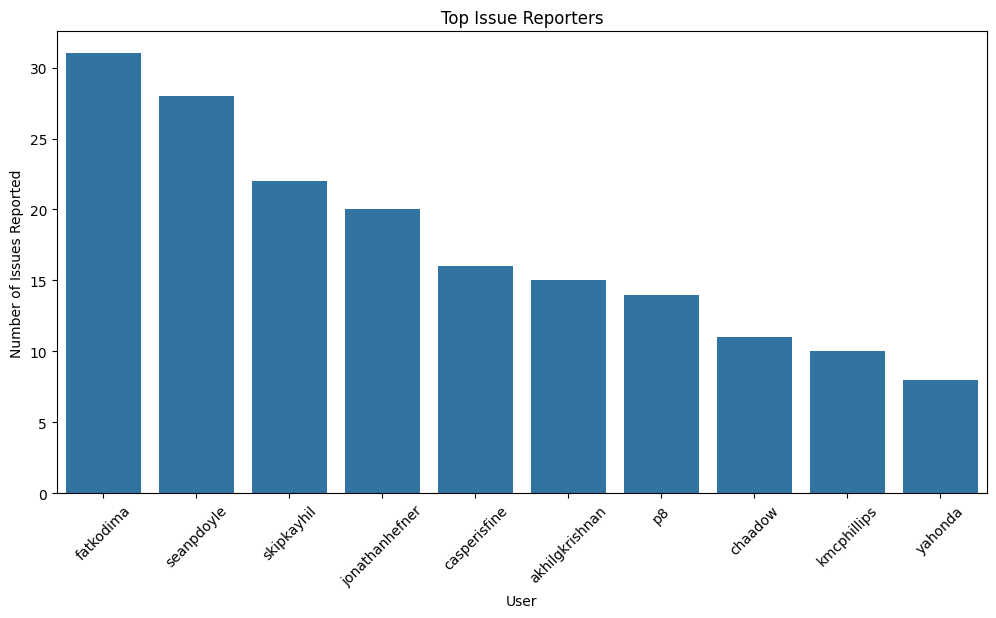 Top Issue Reporters
Number of Issues Reported
30
25
20
15
10
5
0
fatkodima
seanpdoyle
skipkayhil
jonathanhefner
casperisfine
akhilgkrishnan
p8
chaadow
kmcphillips
yahonda
User